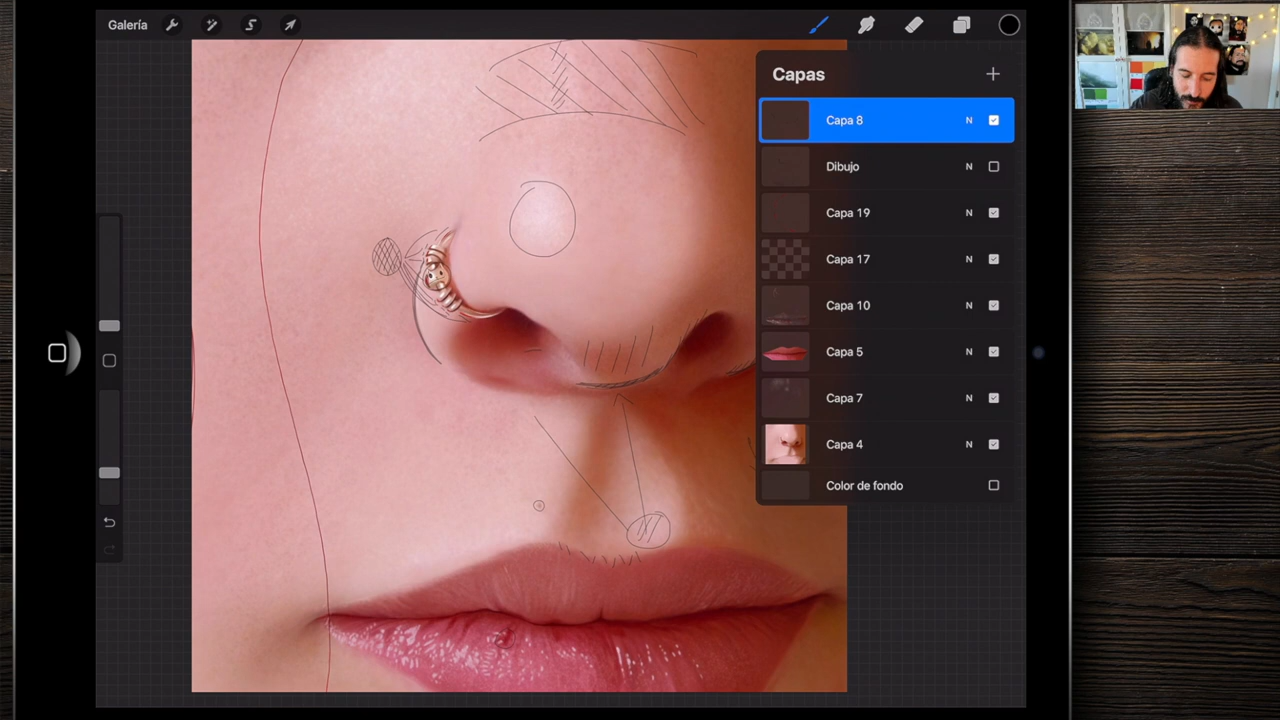 Galería
Capas
Capa 8 N
Dibujo N
Capa 19 N
Capa 17 N
Capa 10 N
Capa 5 N
Capa 7 N
Capa 4 N
Color de fondo